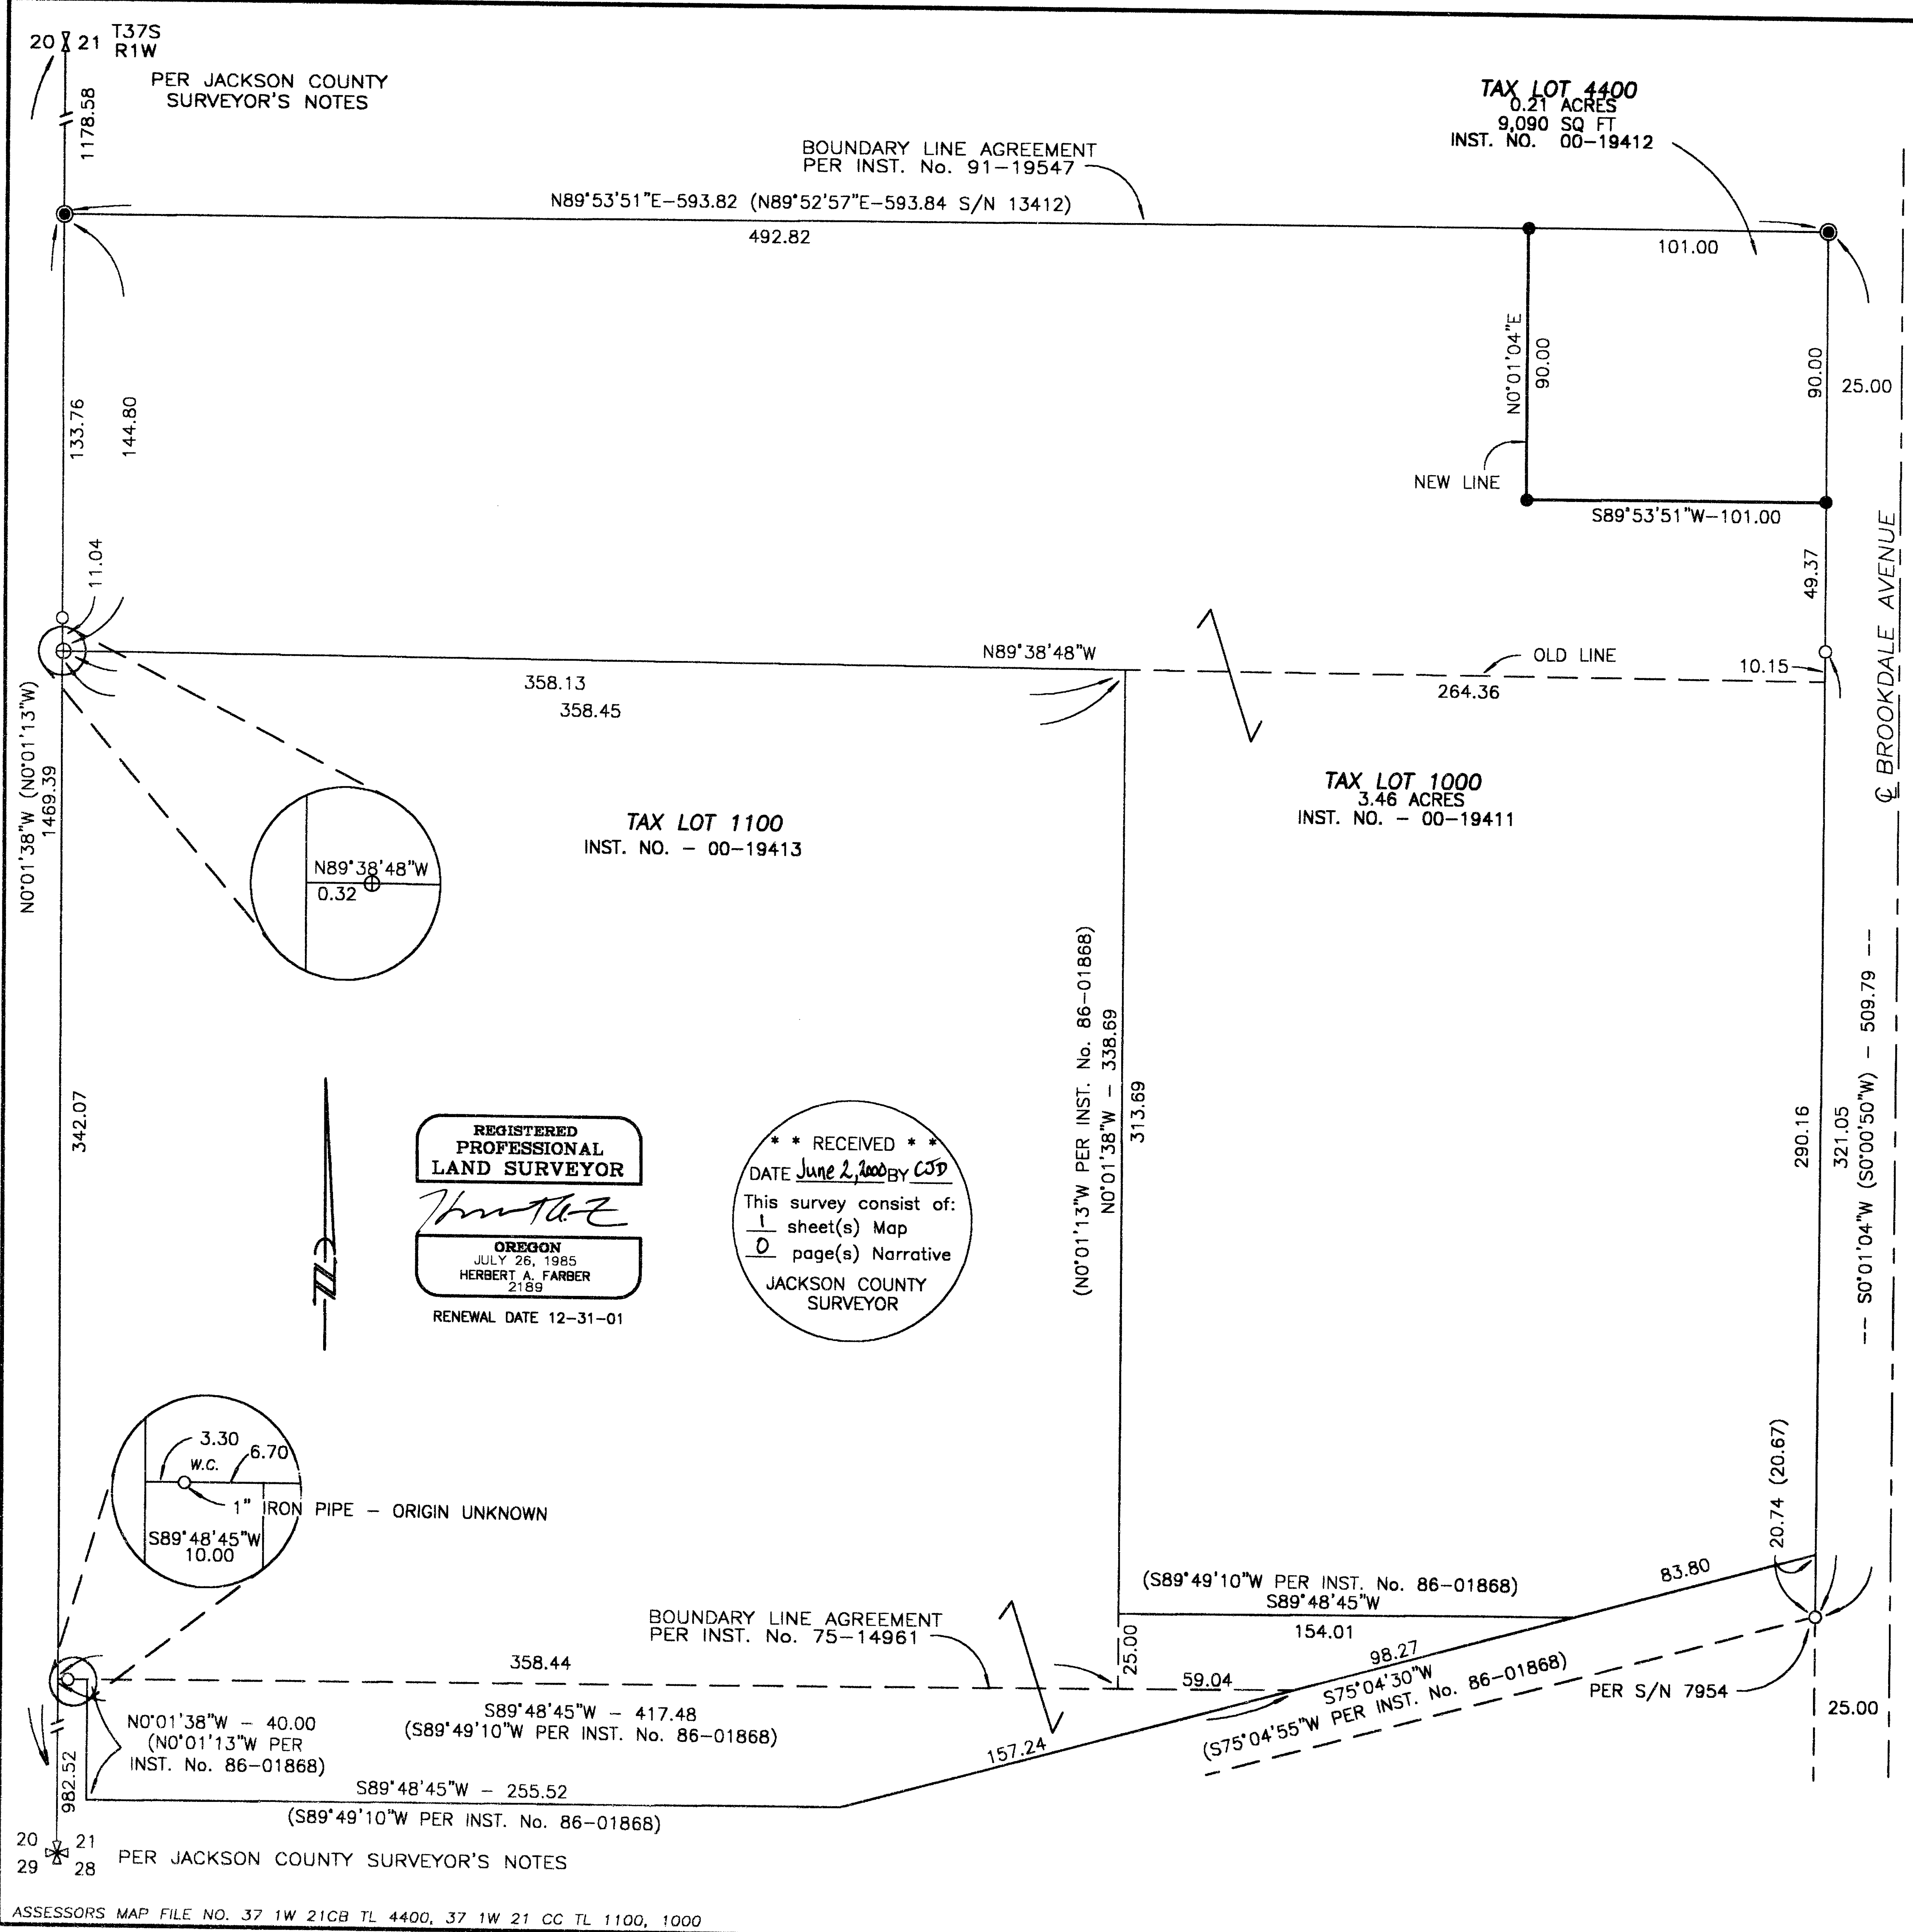 20 21 T37S
R1W
PER JACKSON COUNTY
SURVEYOR'S NOTES
1178.58
TAX LOT 4400
0.21 ACRES
9,090 SQ FT
INST. NO. 00-19412
BOUNDARY LINE AGREEMENT
PER INST. No. 91-19547
N89°53'51"E-593.82 (N89°52'57"E-593.84 S/N 13412)
492.82
101.00
N0°01'04"E
90.00
90.00
25.00
133.76
144.80
NEW LINE
S89°53'51"W-101.00
11.04
49.37
℄ BROOKDALE AVENUE
N89°38'48"W
OLD LINE
10.15
358.13
264.36
358.45
N0°01'38"W (N0°01'13"W)
1469.39
TAX LOT 1100
INST. NO. - 00-19413
TAX LOT 1000
3.46 ACRES
INST. NO. - 00-19411
N89°38'48"W
0.32
(N0°01'13"W PER INST. No. 86-01868)
N0°01'38"W - 338.69
313.69
342.07
REGISTERED
PROFESSIONAL
LAND SURVEYOR
OREGON
JULY 26, 1985
HERBERT A. FARBER
2189
RENEWAL DATE 12-31-01
* * RECEIVED * *
DATE June 2, 2000 BY CJD
This survey consist of:
1 sheet(s) Map
0 page(s) Narrative
JACKSON COUNTY
SURVEYOR
290.16
321.05
-- S0°01'04"W (S0°00'50"W) - 509.79 --
3.30
W.C.
6.70
1" IRON PIPE - ORIGIN UNKNOWN
S89°48'45"W
10.00
20.74 (20.67)
83.80
(S89°49'10"W PER INST. No. 86-01868)
S89°48'45"W
154.01
BOUNDARY LINE AGREEMENT
PER INST. No. 75-14961
25.00
358.44
59.04
98.27
S75°04'30"W
(S75°04'55"W PER INST. No. 86-01868)
PER S/N 7954
25.00
S89°48'45"W - 417.48
(S89°49'10"W PER INST. No. 86-01868)
N0°01'38"W - 40.00
(N0°01'13"W PER
INST. No. 86-01868)
157.24
982.52
S89°48'45"W - 255.52
(S89°49'10"W PER INST. No. 86-01868)
20 21
29 28
PER JACKSON COUNTY SURVEYOR'S NOTES
ASSESSORS MAP FILE NO. 37 1W 21CB TL 4400, 37 1W 21 CC TL 1100, 1000